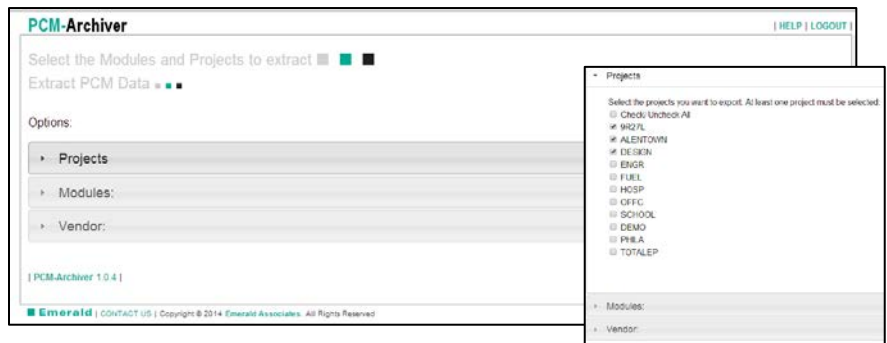 PCM-Archiver
| HELP | LOGOUT |
Select the Modules and Projects to extract
Extract PCM Data
Options:
Projects
Modules:
Vendor:
| PCM-Archiver 1.0.4 |
Emerald | CONTACT US | Copyright © 2014 Emerald Associates. All Rights Reserved
Projects
Select the projects you want to export. At least one project must be selected.
Check/Uncheck All
9R27L
ALENTOWN
DESIGN
ENGR
FUEL
HOSP
OFFC
SCHOOL
DEMO
PHILA
TOTALEP
Modules:
Vendor: